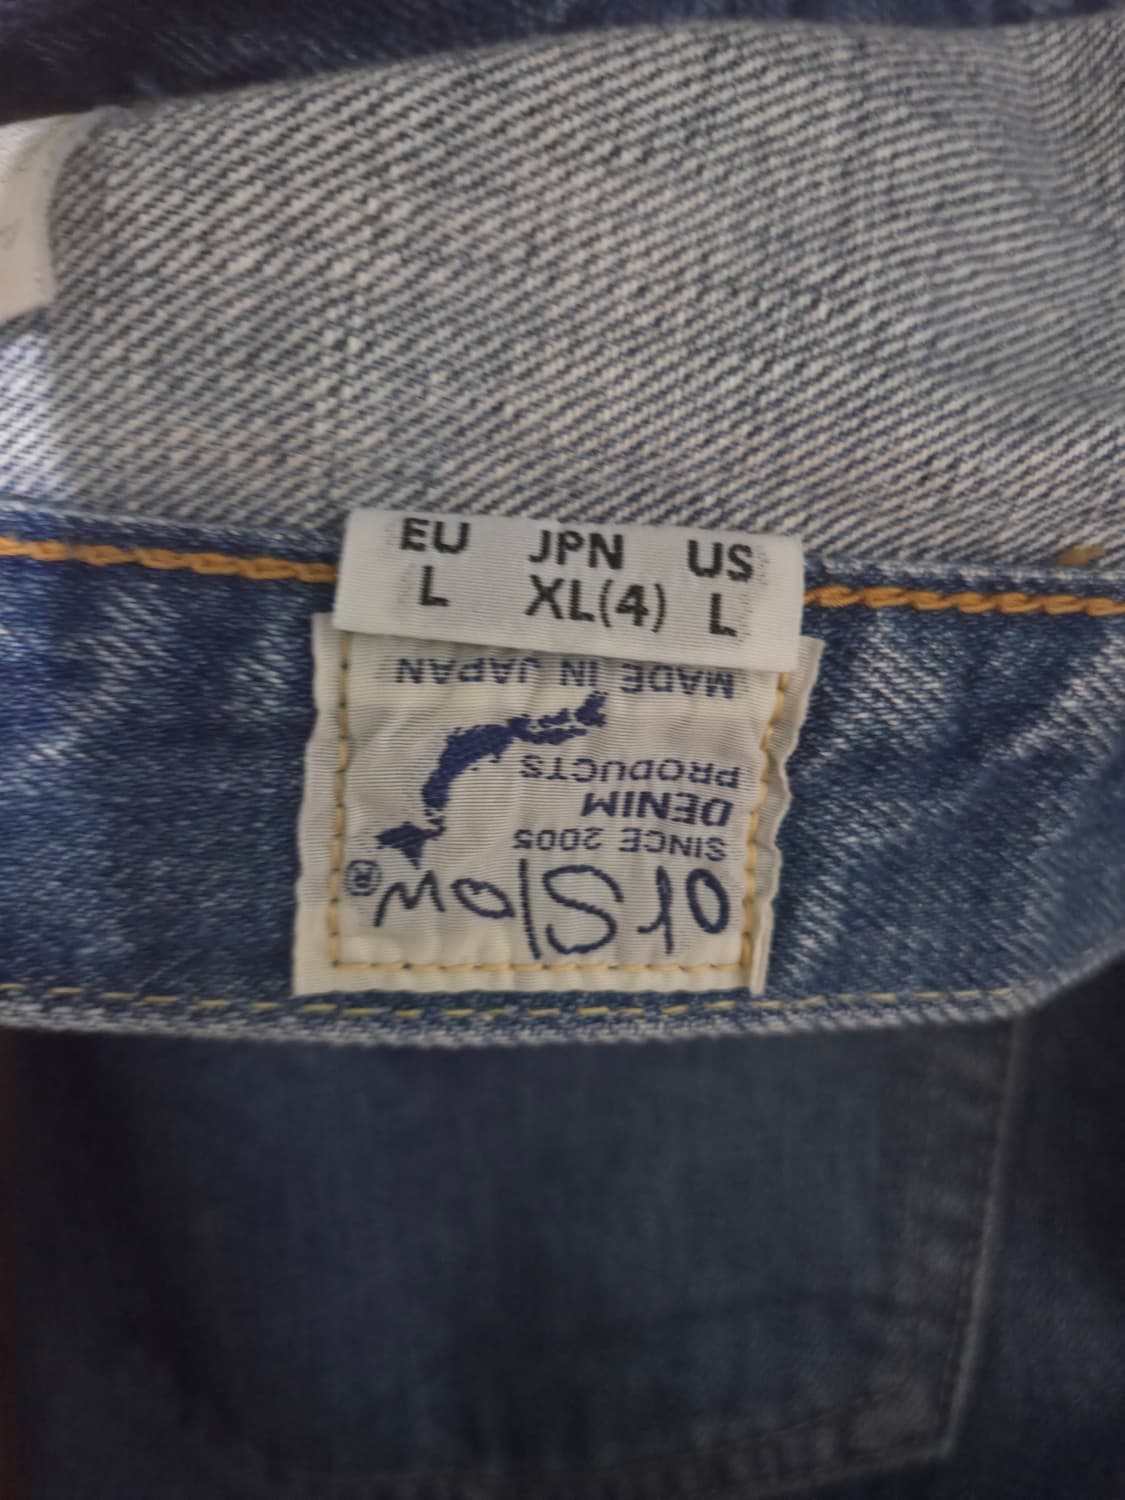 EU JPN US
L XL(4) L
orSlow®
SINCE 2005
DENIM
PRODUCTS
MADE IN JAPAN